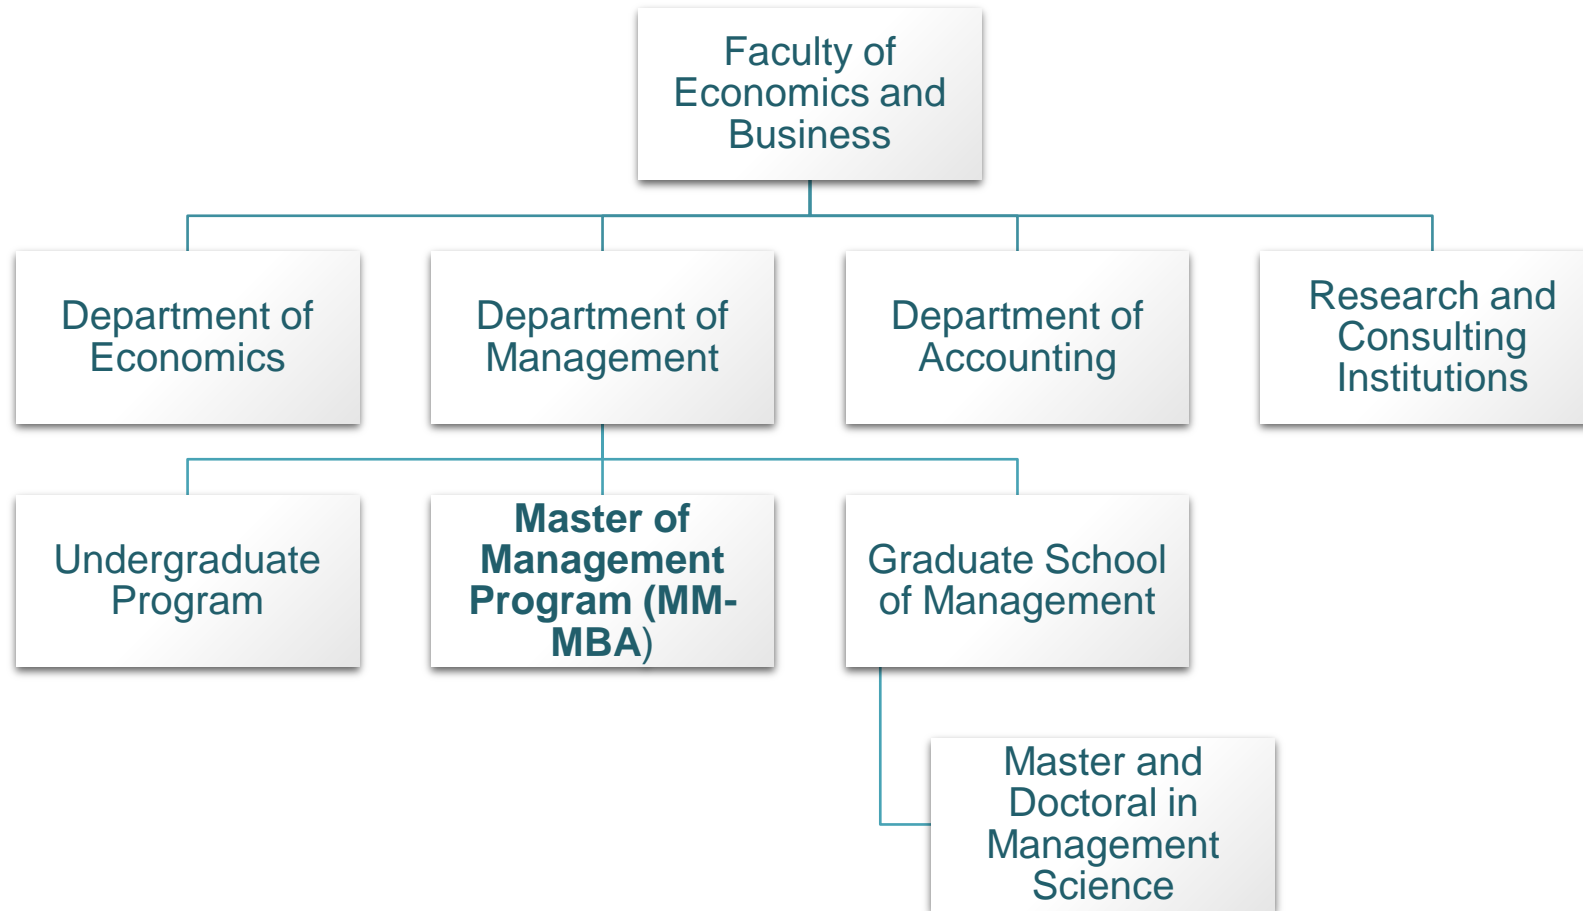 Faculty of
Economics and
Business
Department of
Economics
Department of
Management
Department of
Accounting
Research and
Consulting
Institutions
Undergraduate
Program
Master of
Management
Program (MM-
MBA)
Graduate School
of Management
Master and
Doctoral in
Management
Science